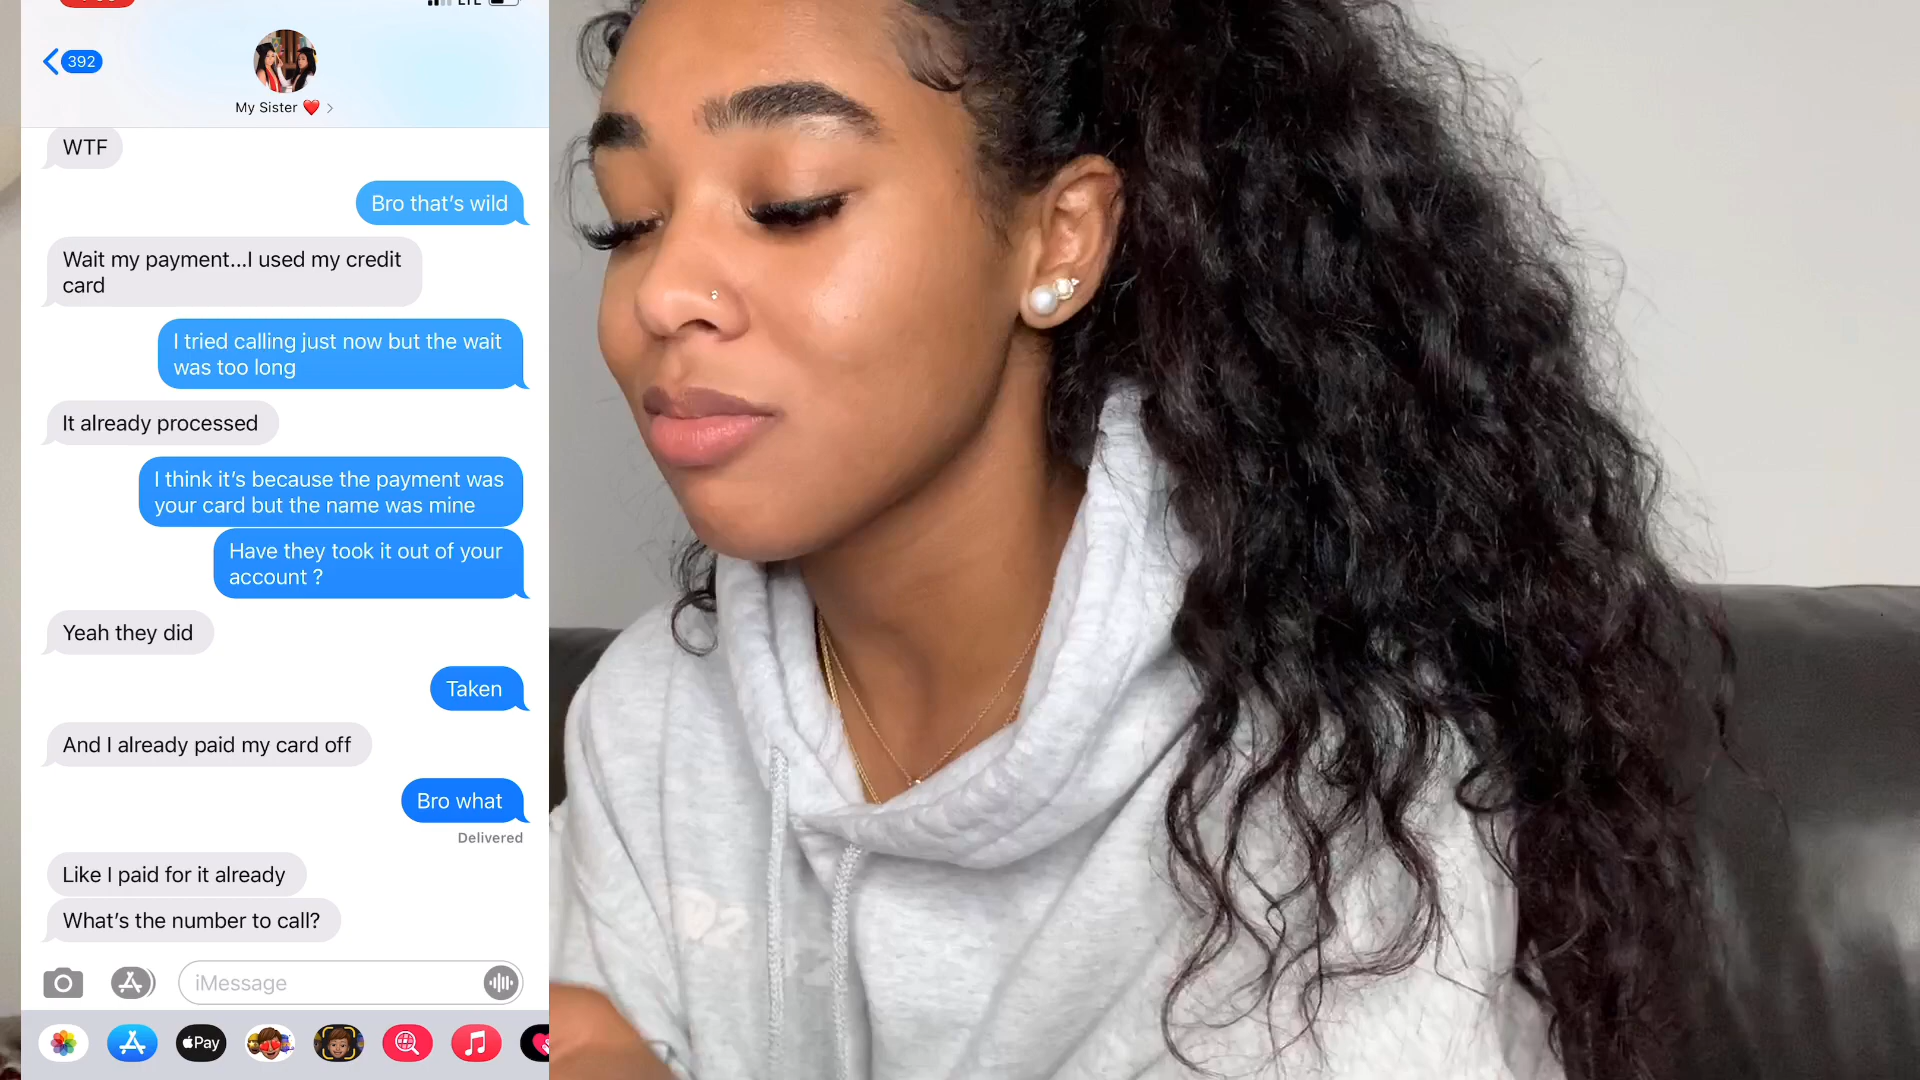 392
My Sister ❤️ >
WTF
Bro that's wild
Wait my payment...I used my credit
card
I tried calling just now but the wait
was too long
It already processed
I think it's because the payment was
your card but the name was mine
Have they took it out of your
account ?
Yeah they did
Taken
And I already paid my card off
Bro what
Delivered
Like I paid for it already
What's the number to call?
iMessage
Pay